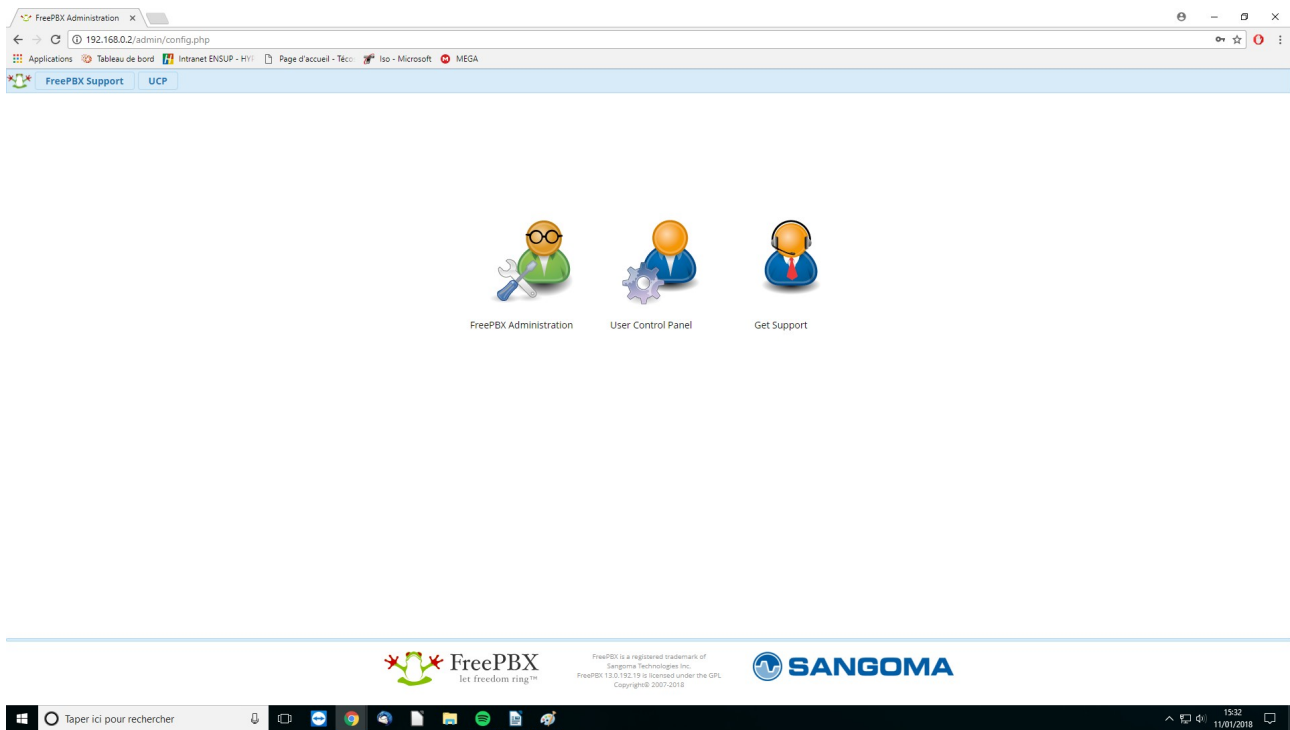 FreePBX Administration
192.168.0.2/admin/config.php
Applications Tableau de bord Intranet ENSUP - HYI Page d'accueil - Téco Iso - Microsoft MEGA
FreePBX Support UCP
FreePBX Administration User Control Panel Get Support
FreePBX
let freedom ring™
FreePBX is a registered trademark of
Sangoma Technologies Inc.
FreePBX 13.0.192.19 is licensed under the GPL
Copyright© 2007-2018
SANGOMA
Taper ici pour rechercher
15:32
11/01/2018